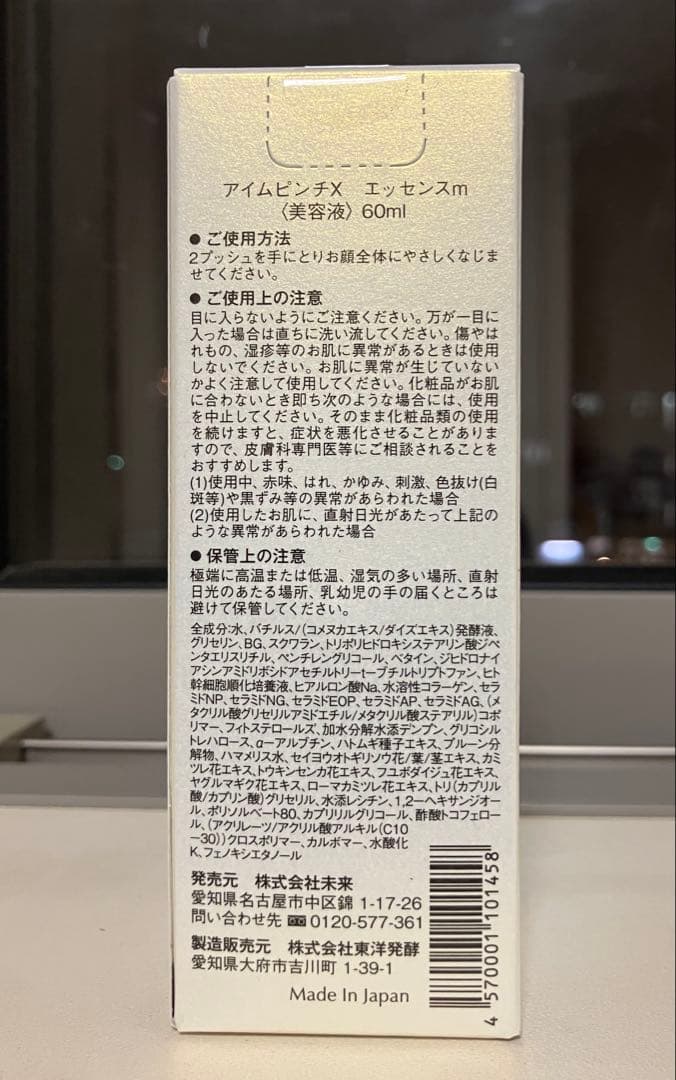 アイムピンチX　エッセンスm
〈美容液〉60ml
● ご使用方法
2プッシュを手にとりお顔全体にやさしくなじま
せてください。
● ご使用上の注意
目に入らないようにご注意ください。万が一目に
入った場合は直ちに洗い流してください。傷やは
れもの、湿疹等のお肌に異常があるときは使用
しないでください。お肌に異常が生じていない
かよく注意して使用してください。化粧品がお肌
に合わないとき即ち次のような場合には、使用
を中止してください。そのまま化粧品類の使用
を続けますと、症状を悪化させることがありま
すので、皮膚科専門医等にご相談されることを
おすすめします。
(1)使用中、赤味、はれ、かゆみ、刺激、色抜け(白
斑等)や黒ずみ等の異常があらわれた場合
(2)使用したお肌に、直射日光があたって上記の
ような異常があらわれた場合
● 保管上の注意
極端に高温または低温、湿気の多い場所、直射
日光のあたる場所、乳幼児の手の届くところは
避けて保管してください。
全成分:水、バチルス/(コメヌカエキス/ダイズエキス)発酵液、
グリセリン、BG、スクワラン、トリポリヒドロキシステアリン酸ジペ
ンタエリスリチル、ペンチレングリコール、ベタイン、ジヒドロナイ
アシンアミドリボシドアセチルトリーtーブチルトリプトファン、ヒト
幹細胞順化培養液、ヒアルロン酸Na、水溶性コラーゲン、セラ
ミドNP、セラミドNG、セラミドEOP、セラミドAP、セラミドAG、(メ
タクリル酸グリセリルアミドエチル/メタクリル酸ステアリル)コポ
リマー、フィトステロールズ、加水分解水添デンプン、グリコシル
トレハロース、α－アルブチン、ハトムギ種子エキス、プルーン分
解物、ハマメリス水、セイヨウオトギリソウ花/葉/茎エキス、カミ
ツレ花エキス、トウキンセンカ花エキス、フユボダイジュ花エキス、
ヤグルマギク花エキス、ローマカミツレ花エキス、トリ(カプリル
酸/カプリン酸)グリセリル、水添レシチン、1,2ーヘキサンジオー
ル、ポリソルベート80、カプリリルグリコール、酢酸トコフェロー
ル、(アクリレーツ/アクリル酸アルキル(C10
ー30))クロスポリマー、カルボマー、水酸化
K、フェノキシエタノール
発売元　株式会社未来
愛知県名古屋市中区錦 1-17-26
問い合わせ先 0120-577-361
製造販売元　株式会社東洋発酵
愛知県大府市吉川町 1-39-1
Made In Japan
4 570001 101458